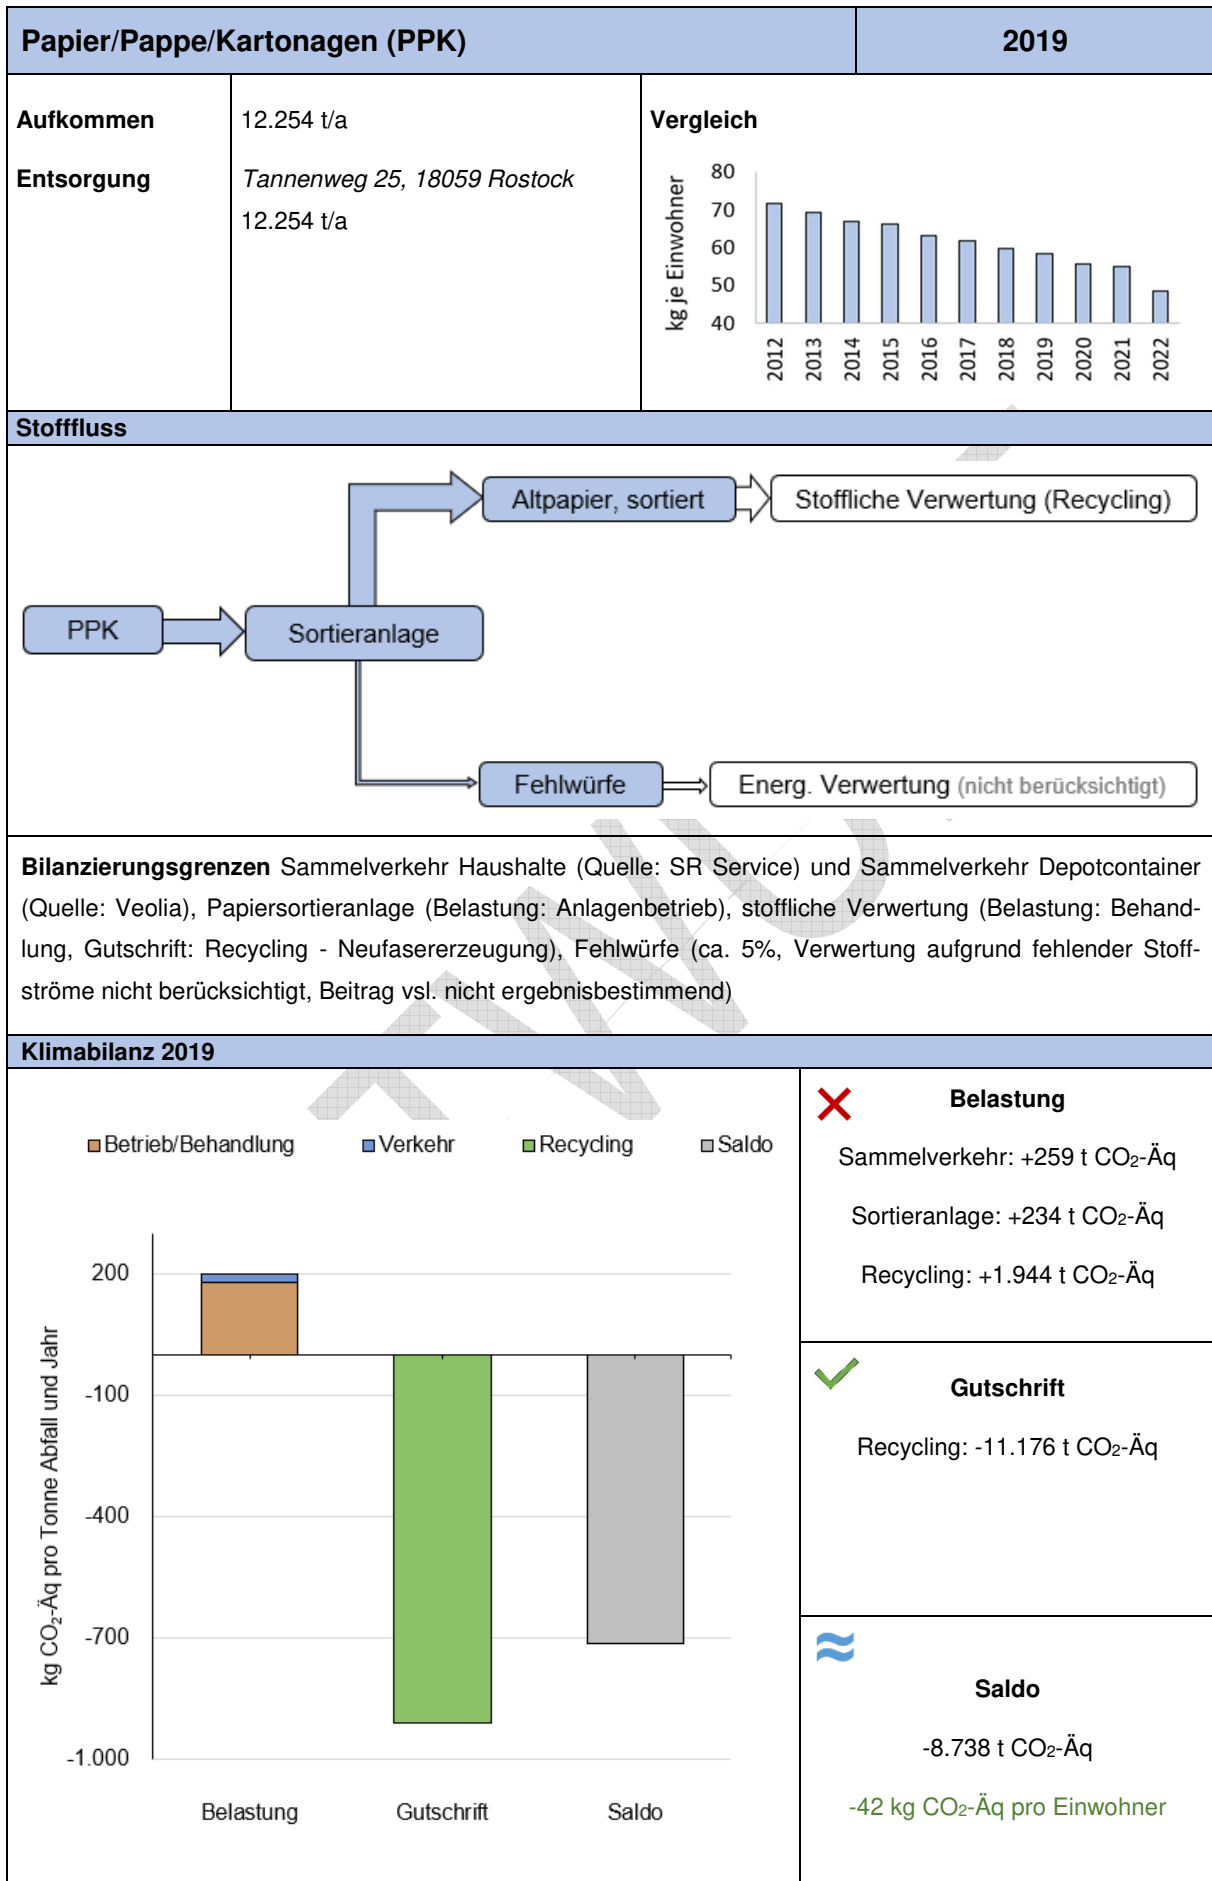 Papier/Pappe/Kartonagen (PPK)
2019
Aufkommen
12.254 t/a
Entsorgung
Tannenweg 25, 18059 Rostock
12.254 t/a
Vergleich
kg je Einwohner
80
70
60
50
40
2012
2013
2014
2015
2016
2017
2018
2019
2020
2021
2022
Stofffluss
Altpapier, sortiert
Stoffliche Verwertung (Recycling)
PPK
Sortieranlage
Fehlwürfe
Energ. Verwertung (nicht berücksichtigt)
Bilanzierungsgrenzen Sammelverkehr Haushalte (Quelle: SR Service) und Sammelverkehr Depotcontainer
(Quelle: Veolia), Papiersortieranlage (Belastung: Anlagenbetrieb), stoffliche Verwertung (Belastung: Behand-
lung, Gutschrift: Recycling - Neufasererzeugung), Fehlwürfe (ca. 5%, Verwertung aufgrund fehlender Stoff-
ströme nicht berücksichtigt, Beitrag vsl. nicht ergebnisbestimmend)
Klimabilanz 2019
Betrieb/Behandlung
Verkehr
Recycling
Saldo
kg CO₂-Äq pro Tonne Abfall und Jahr
200
-100
-400
-700
-1.000
Belastung
Gutschrift
Saldo
Belastung
Sammelverkehr: +259 t CO₂-Äq
Sortieranlage: +234 t CO₂-Äq
Recycling: +1.944 t CO₂-Äq
Gutschrift
Recycling: -11.176 t CO₂-Äq
Saldo
-8.738 t CO₂-Äq
-42 kg CO₂-Äq pro Einwohner